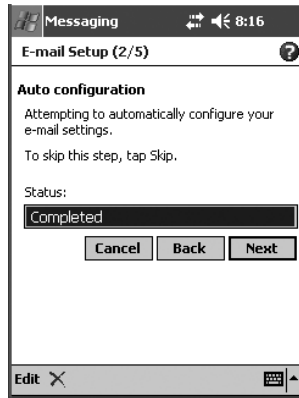 Messaging 8:16
E-mail Setup (2/5)
Auto configuration
Attempting to automatically configure your
e-mail settings.
To skip this step, tap Skip.
Status:
Completed
Cancel Back Next
Edit